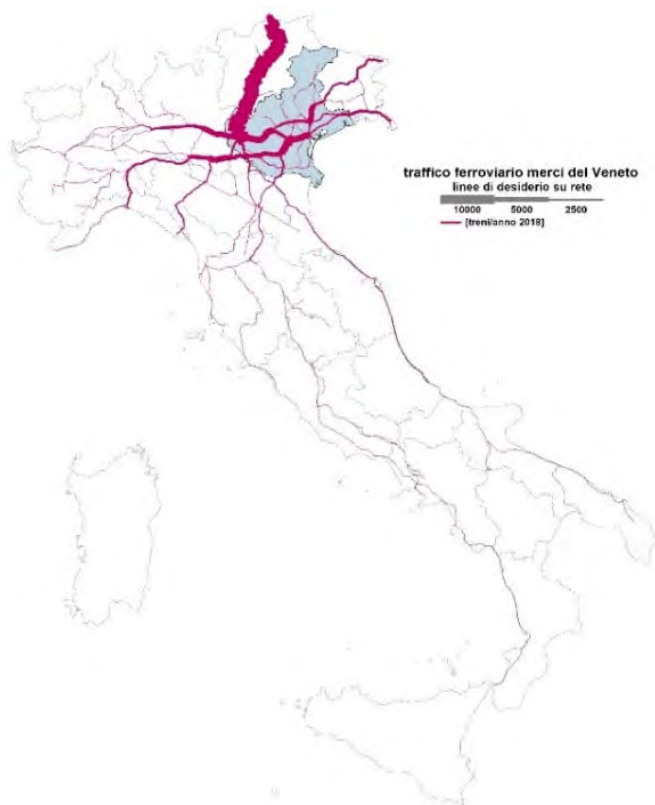 traffico ferroviario merci del Veneto
linee di desiderio su rete
10000 5000 2500
[treni/anno 2018]